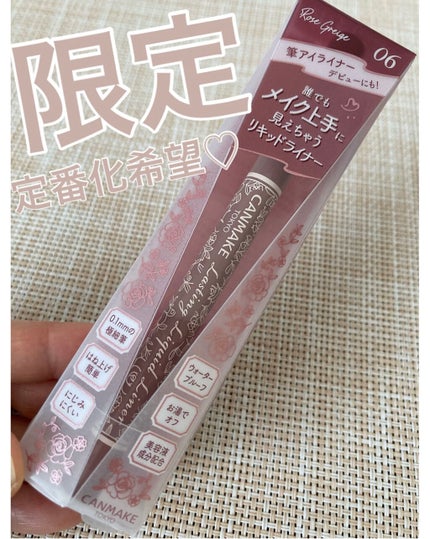 限定
定番化希望♡
Rose Greige
06
筆アイライナー
デビューにも!
誰でも
メイク上手に
見えちゃう
リキッドライナー
CANMAKE
TOKYO
Lasting Liquid Liner
0.1mmの
極細筆
はね上げ
簡単
にじみ
にくい
ウォーター
プルーフ
お湯で
オフ
美容液
成分配合
CANMAKE
TOKYO